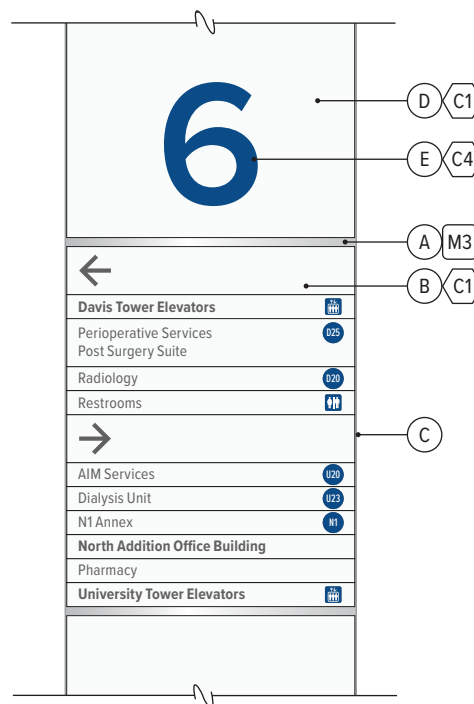 6
D C1
E C4
A M3
B C1
Davis Tower Elevators
Perioperative Services D25
Post Surgery Suite
Radiology D20
Restrooms
C
AIM Services U20
Dialysis Unit U23
N1 Annex N1
North Addition Office Building
Pharmacy
University Tower Elevators